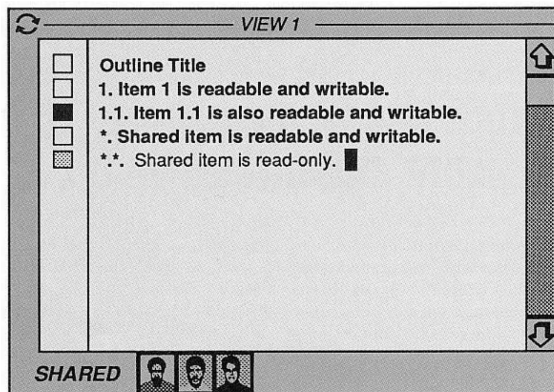 VIEW 1
Outline Title
1. Item 1 is readable and writable.
1.1. Item 1.1 is also readable and writable.
*. Shared item is readable and writable.
*.*. Shared item is read-only.
SHARED